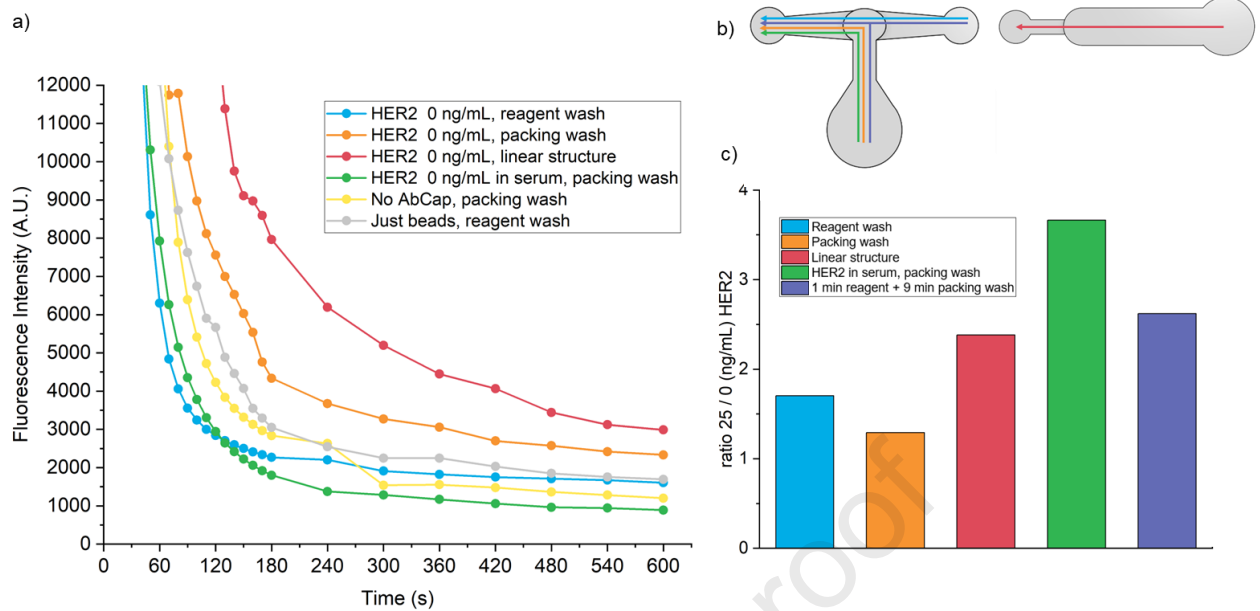 a)
Fluorescence Intensity (A.U.)
12000
11000
10000
9000
8000
7000
6000
5000
4000
3000
2000
1000
0
HER2 0 ng/mL, reagent wash
HER2 0 ng/mL, packing wash
HER2 0 ng/mL, linear structure
HER2 0 ng/mL in serum, packing wash
No AbCap, packing wash
Just beads, reagent wash
0 60 120 180 240 300 360 420 480 540 600
Time (s)
b)
c)
ratio 25 / 0 (ng/mL) HER2
4
3
2
1
0
Reagent wash
Packing wash
Linear structure
HER2 in serum, packing wash
1 min reagent + 9 min packing wash
roof